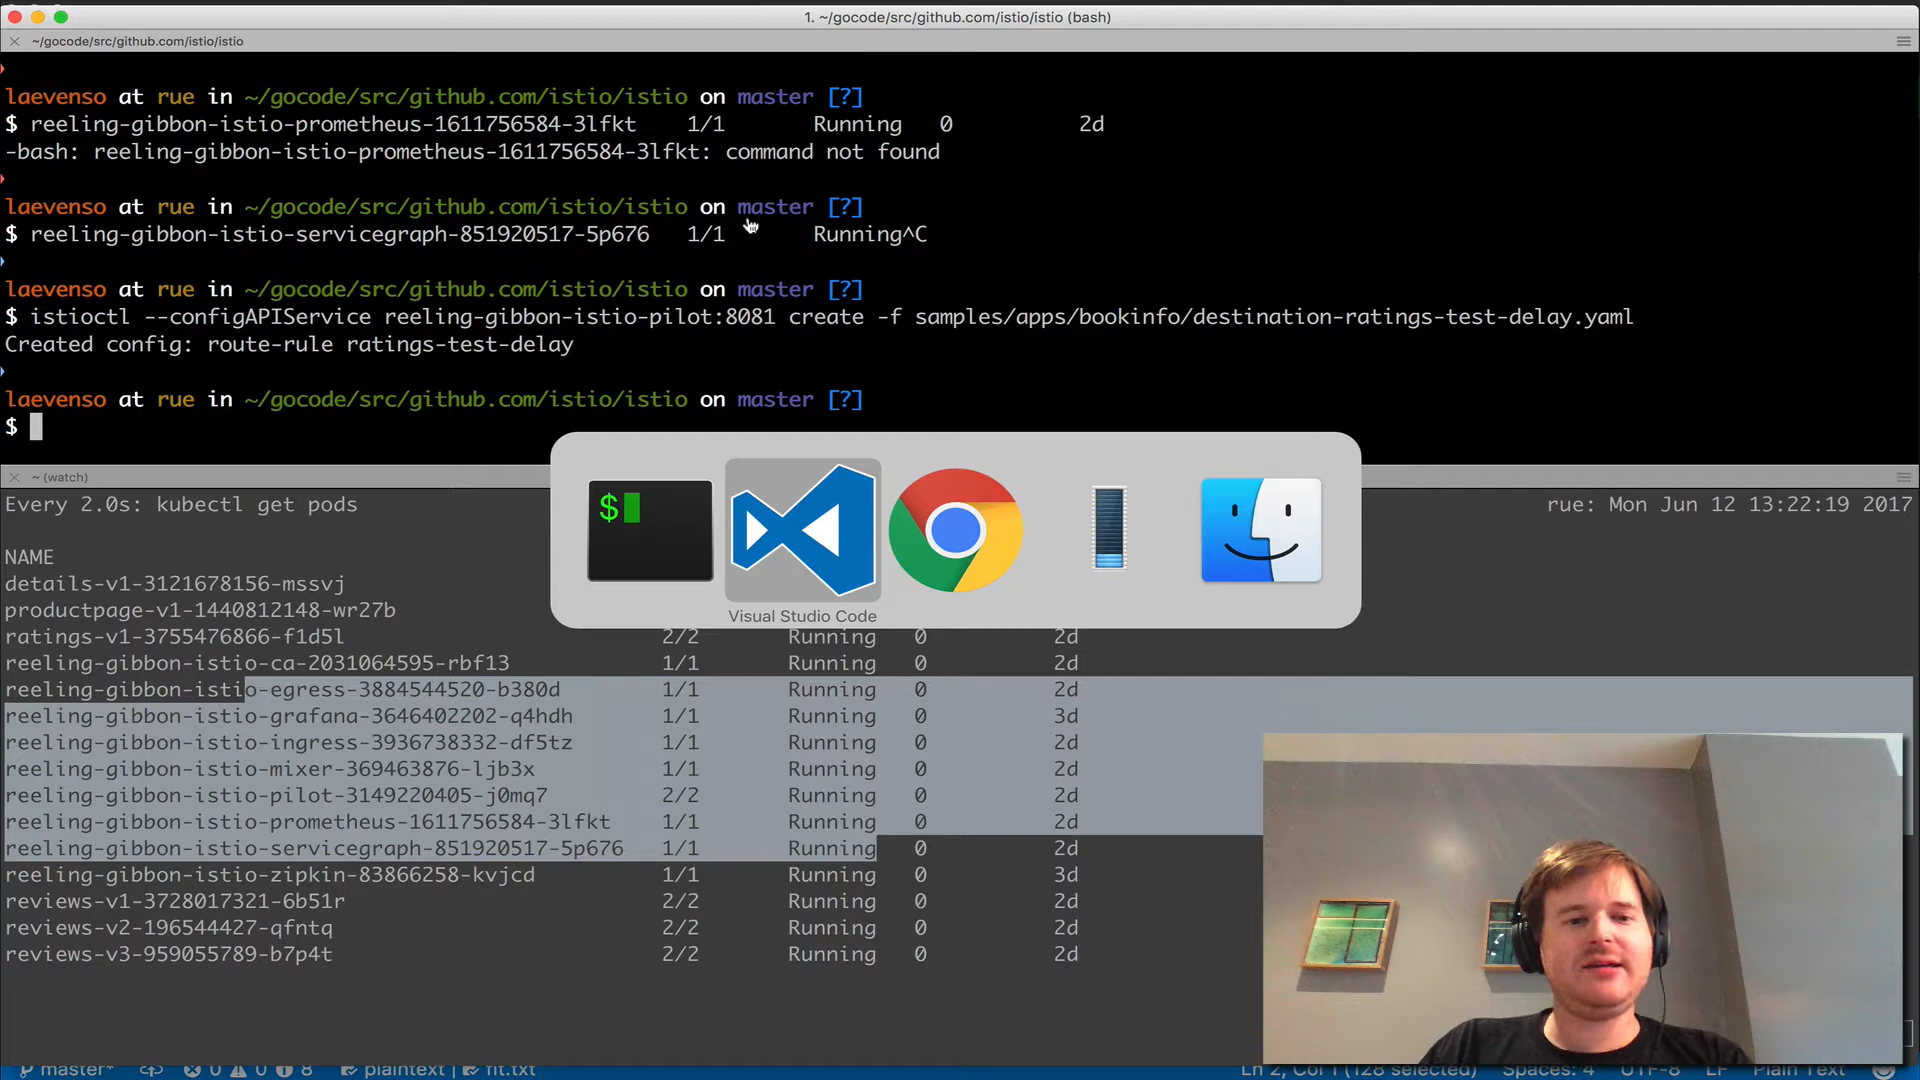 1. ~/gocode/src/github.com/istio/istio (bash)
~/gocode/src/github.com/istio/istio
laevenso at rue in ~/gocode/src/github.com/istio/istio on master [?]
$ reeling-gibbon-istio-prometheus-1611756584-3lfkt 1/1 Running 0 2d
-bash: reeling-gibbon-istio-prometheus-1611756584-3lfkt: command not found
laevenso at rue in ~/gocode/src/github.com/istio/istio on master [?]
$ reeling-gibbon-istio-servicegraph-851920517-5p676 1/1 Running^C
laevenso at rue in ~/gocode/src/github.com/istio/istio on master [?]
$ istioctl --configAPIService reeling-gibbon-istio-pilot:8081 create -f samples/apps/bookinfo/destination-ratings-test-delay.yaml
Created config: route-rule ratings-test-delay
laevenso at rue in ~/gocode/src/github.com/istio/istio on master [?]
$
~ (watch)
Every 2.0s: kubectl get pods rue: Mon Jun 12 13:22:19 2017
$
NAME
details-v1-3121678156-mssvj
productpage-v1-1440812148-wr27b
Visual Studio Code
ratings-v1-3755476866-f1d5l 2/2 Running 0 2d
reeling-gibbon-istio-ca-2031064595-rbf13 1/1 Running 0 2d
reeling-gibbon-istio-egress-3884544520-b380d 1/1 Running 0 2d
reeling-gibbon-istio-grafana-3646402202-q4hdh 1/1 Running 0 3d
reeling-gibbon-istio-ingress-3936738332-df5tz 1/1 Running 0 2d
reeling-gibbon-istio-mixer-369463876-ljb3x 1/1 Running 0 2d
reeling-gibbon-istio-pilot-3149220405-j0mq7 2/2 Running 0 2d
reeling-gibbon-istio-prometheus-1611756584-3lfkt 1/1 Running 0 2d
reeling-gibbon-istio-servicegraph-851920517-5p676 1/1 Running 0 2d
reeling-gibbon-istio-zipkin-83866258-kvjcd 1/1 Running 0 3d
reviews-v1-3728017321-6b51r 2/2 Running 0 2d
reviews-v2-196544427-qfntq 2/2 Running 0 2d
reviews-v3-959055789-b7p4t 2/2 Running 0 2d
master* 0 0 8 plaintext | fit.txt Ln 2, Col 1 (128 selected) Spaces: 4 UTF-8 LF Plain Text